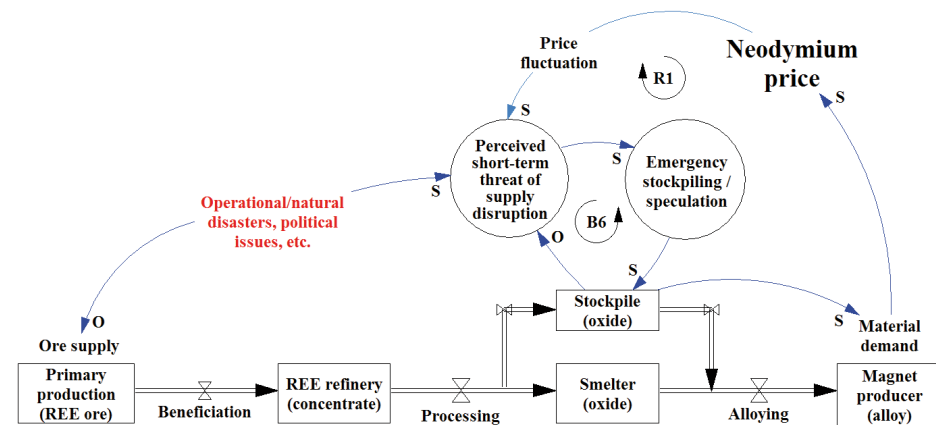 Price
fluctuation
Neodymium
price
R1
S
S
S
S
Perceived
short-term
threat of
supply
disruption
Emergency
stockpiling /
speculation
Operational/natural
disasters, political
issues, etc.
B6
O
S
S
O
Stockpile
(oxide)
Material
demand
Ore supply
Primary
production
(REE ore)
Beneficiation
REE refinery
(concentrate)
Processing
Smelter
(oxide)
Alloying
Magnet
producer
(alloy)